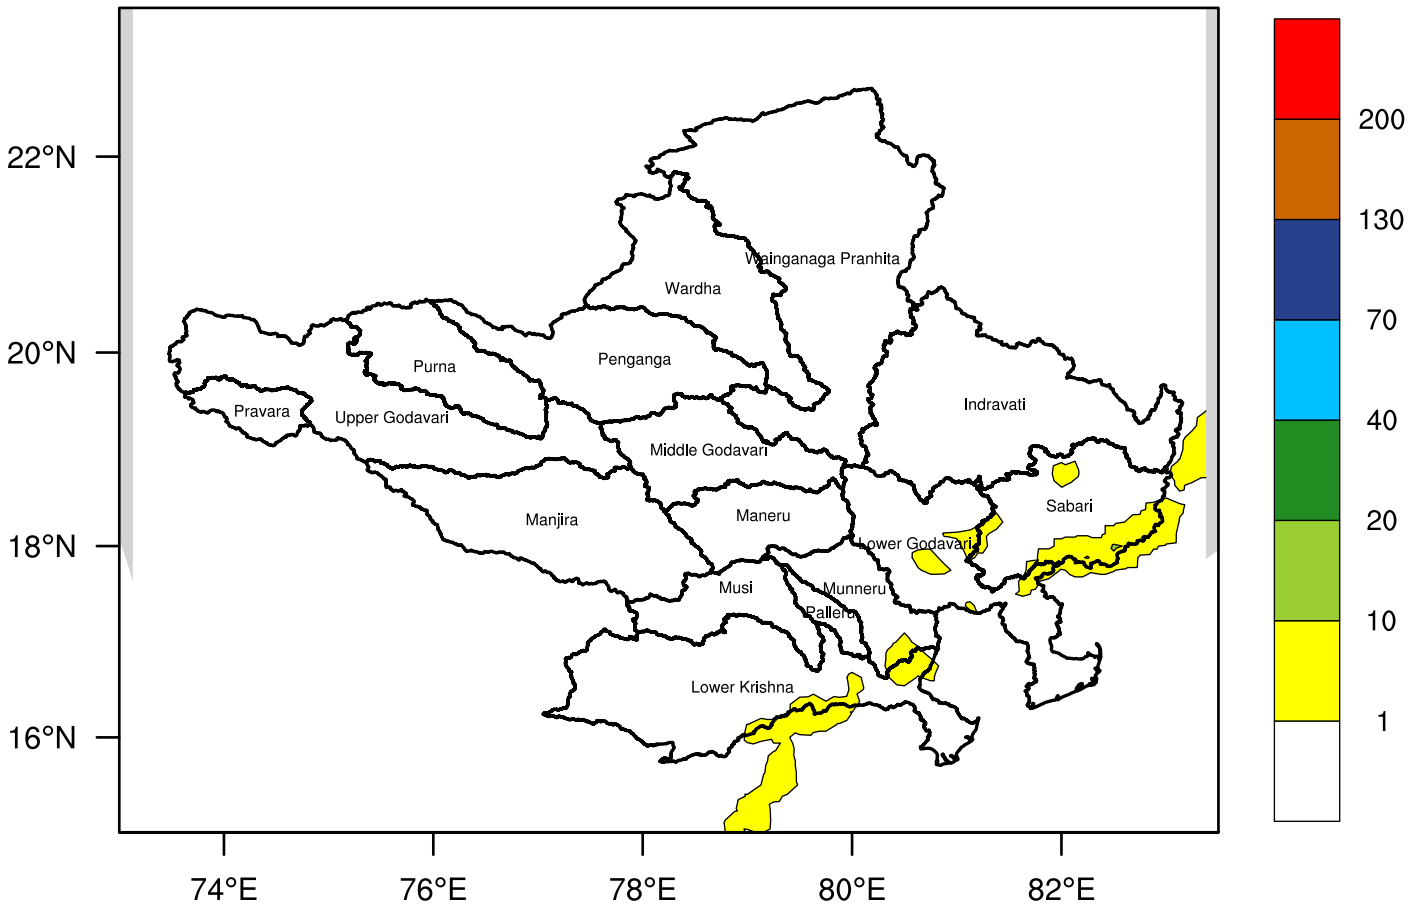 22°N
20°N
18°N
16°N
74°E
76°E
78°E
80°E
82°E
Wainganaga Pranhita
Wardha
Penganga
Purna
Pravara
Upper Godavari
Indravati
Middle Godavari
Manjira
Maneru
Sabari
Lower Godavari
Musi
Munneru
Palleru
Lower Krishna
200
130
70
40
20
10
1